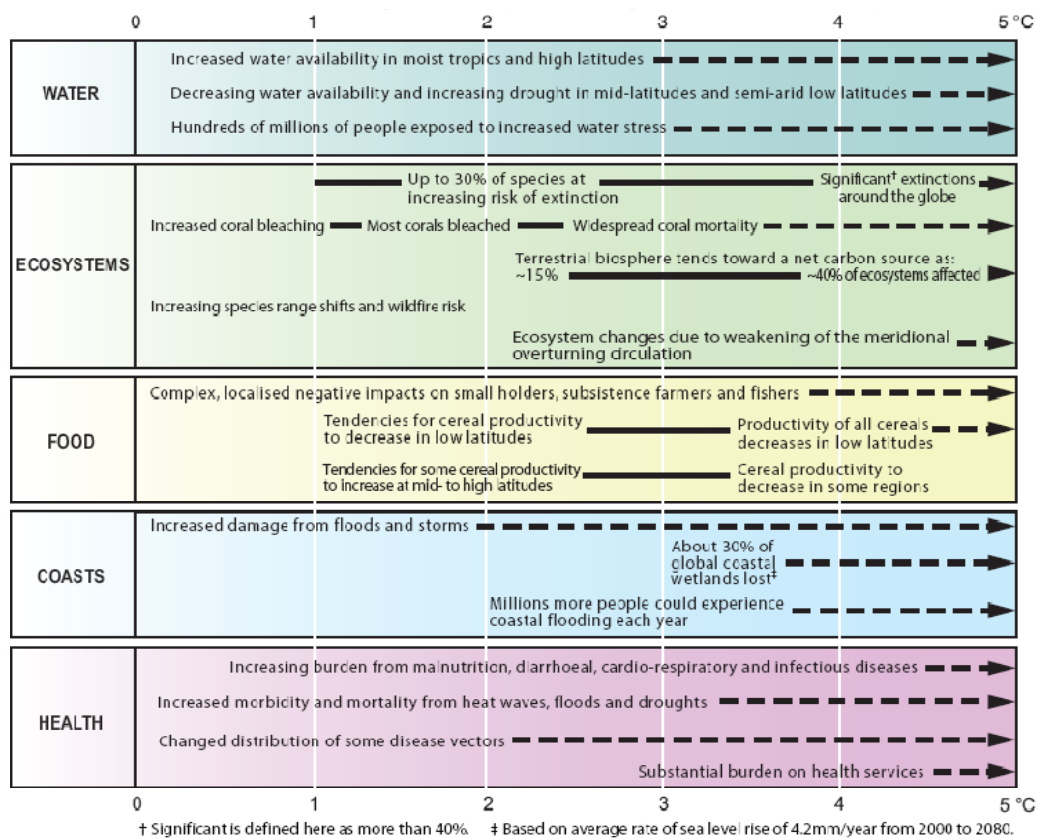 0 1 2 3 4 5 °C
WATER
Increased water availability in moist tropics and high latitudes
Decreasing water availability and increasing drought in mid-latitudes and semi-arid low latitudes
Hundreds of millions of people exposed to increased water stress
ECOSYSTEMS
Up to 30% of species at
increasing risk of extinction
Significant† extinctions
around the globe
Increased coral bleaching Most corals bleached Widespread coral mortality
Terrestrial biosphere tends toward a net carbon source as:
~15% ~40% of ecosystems affected
Increasing species range shifts and wildfire risk
Ecosystem changes due to weakening of the meridional
overturning circulation
FOOD
Complex, localised negative impacts on small holders, subsistence farmers and fishers
Tendencies for cereal productivity
to decrease in low latitudes
Productivity of all cereals
decreases in low latitudes
Tendencies for some cereal productivity
to increase at mid- to high latitudes
Cereal productivity to
decrease in some regions
COASTS
Increased damage from floods and storms
About 30% of
global coastal
wetlands lost‡
Millions more people could experience
coastal flooding each year
HEALTH
Increasing burden from malnutrition, diarrhoeal, cardio-respiratory and infectious diseases
Increased morbidity and mortality from heat waves, floods and droughts
Changed distribution of some disease vectors
Substantial burden on health services
0 1 2 3 4 5 °C
† Significant is defined here as more than 40%. ‡ Based on average rate of sea level rise of 4.2mm/year from 2000 to 2080.